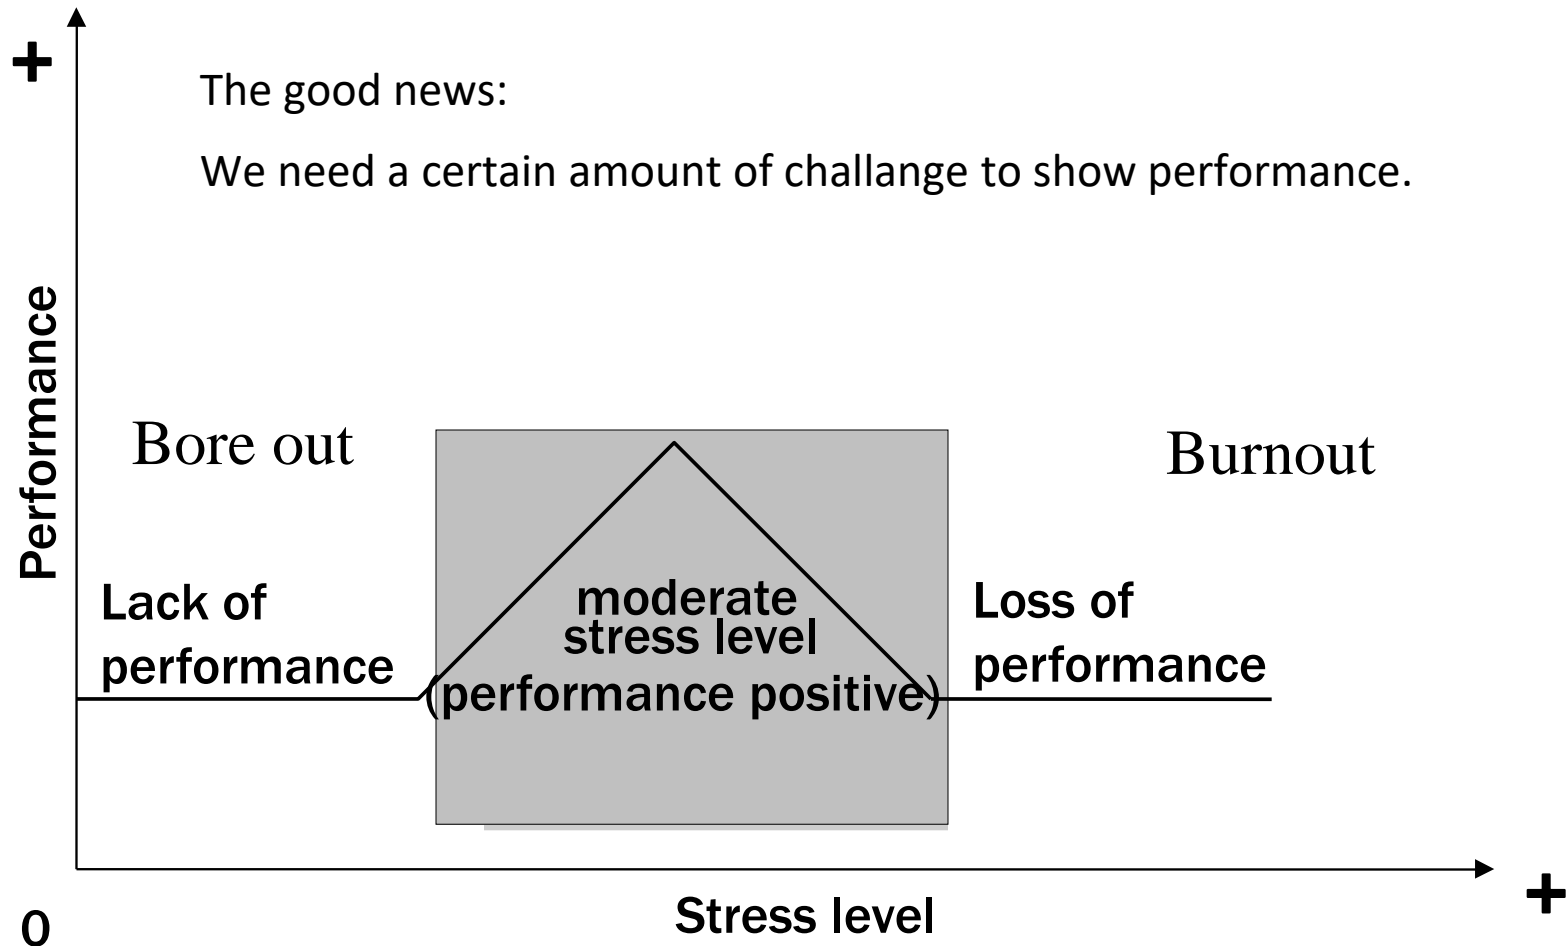 +
The good news:
We need a certain amount of challange to show performance.
Performance
Bore out
Burnout
Lack of
performance
moderate
stress level
(performance positive)
Loss of
performance
0
Stress level
+